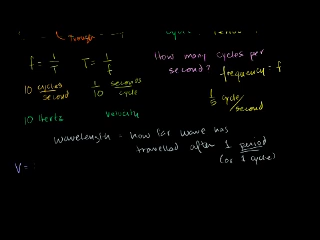 Trough
f = 1/T
T = 1/f
How many cycles per
second?
frequency - f
10 cycles/second
1/10 seconds/cycle
1/5 cycle/second
10 Hertz
velocity
wavelength - how far wave has
travelled after 1 period
(or 1 cycle)
V =